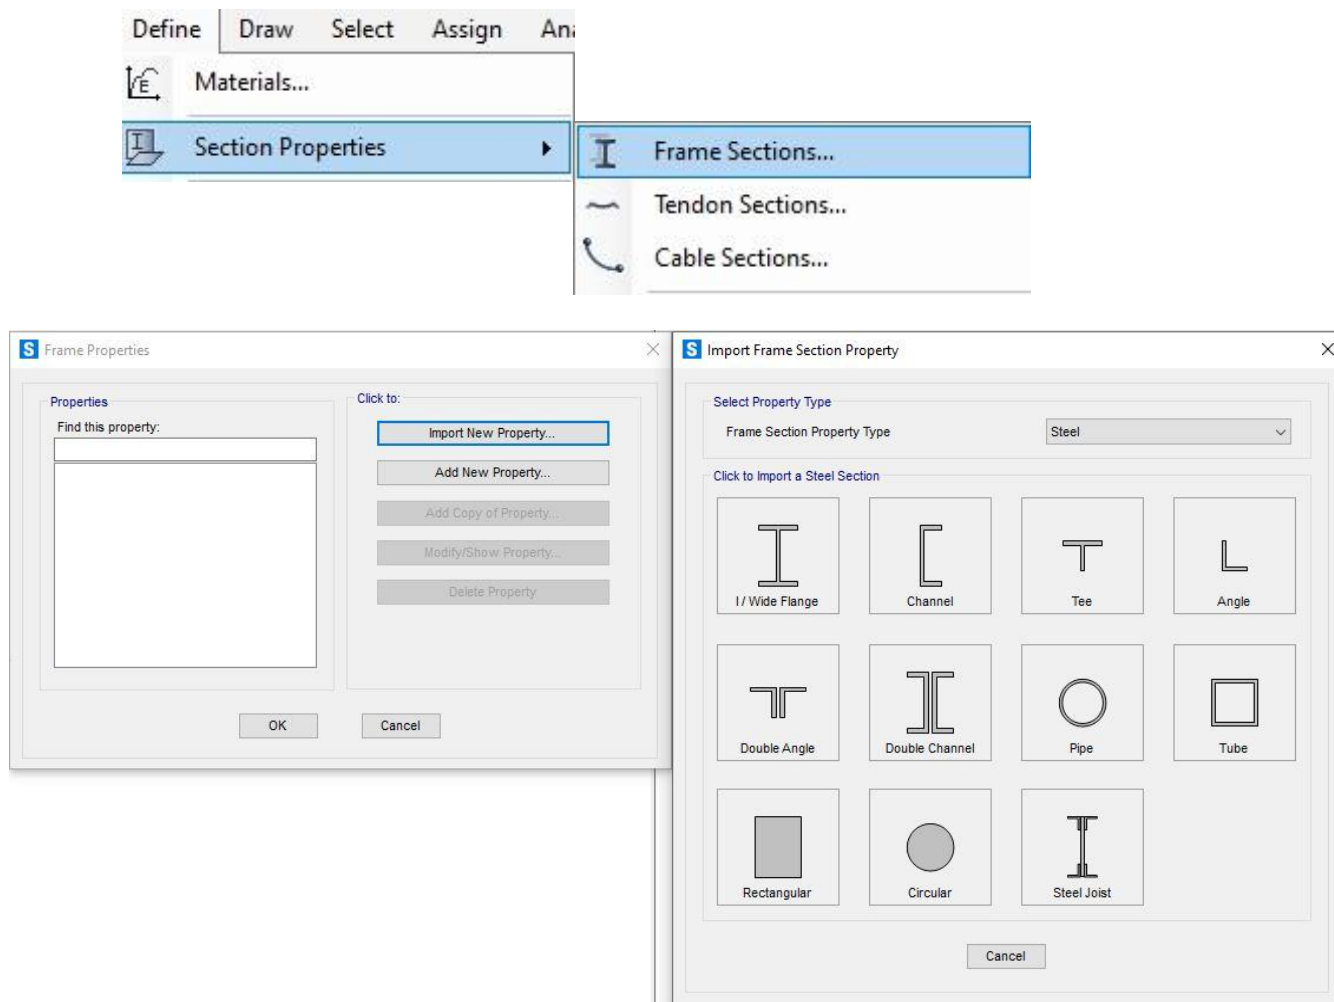 Define Draw Select Assign
Materials...
Section Properties
Frame Sections...
Tendon Sections...
Cable Sections...
S Frame Properties
Properties
Find this property:
Click to:
Import New Property...
Add New Property...
Add Copy of Property...
Modify/Show Property...
Delete Property
OK Cancel
S Import Frame Section Property
Select Property Type
Frame Section Property Type Steel
Click to Import a Steel Section
I / Wide Flange Channel Tee Angle
Double Angle Double Channel Pipe Tube
Rectangular Circular Steel Joist
Cancel